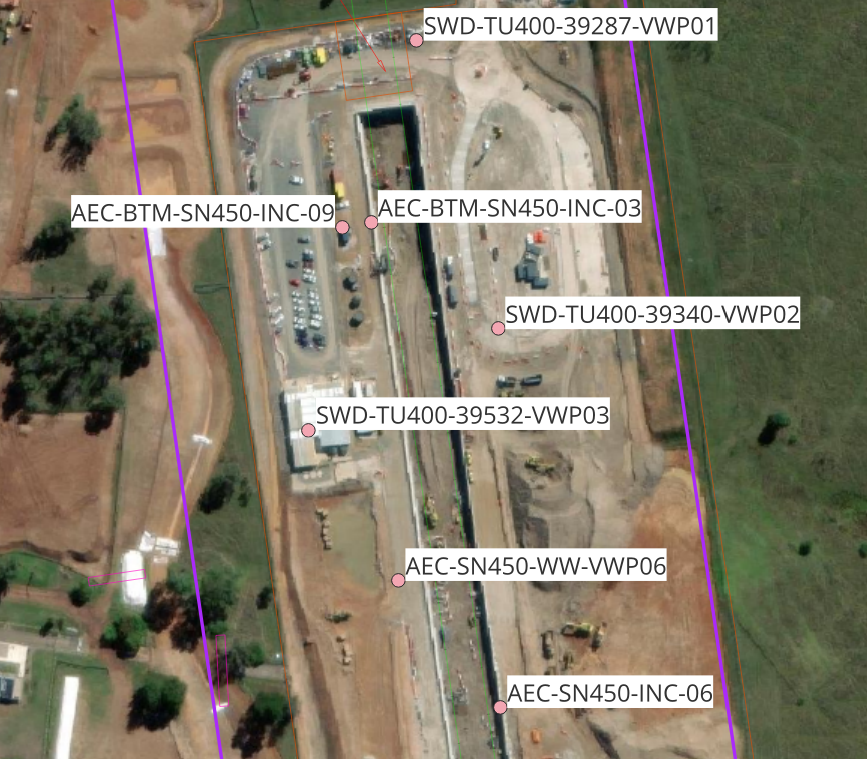 SWD-TU400-39287-VWP01
AEC-BTM-SN450-INC-09
AEC-BTM-SN450-INC-03
SWD-TU400-39340-VWP02
SWD-TU400-39532-VWP03
AEC-SN450-WW-VWP06
AEC-SN450-INC-06